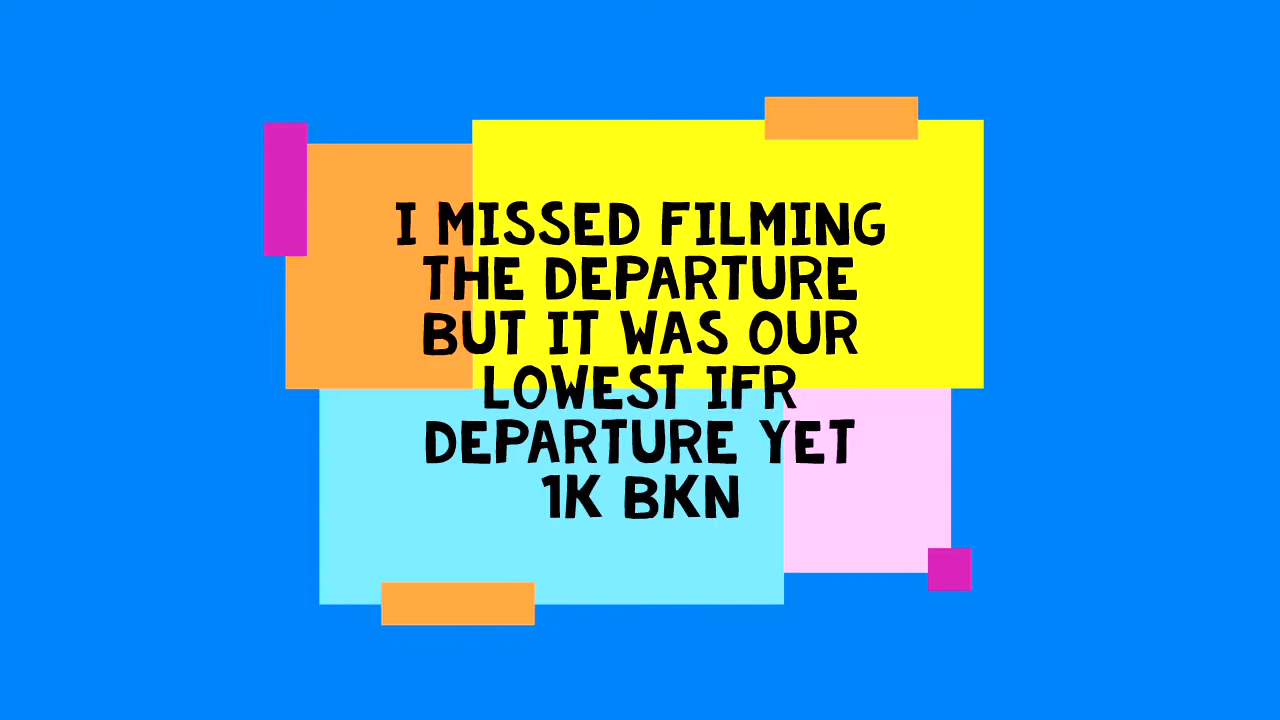 I MISSED FILMING
THE DEPARTURE
BUT IT WAS OUR
LOWEST IFR
DEPARTURE YET
1K BKN